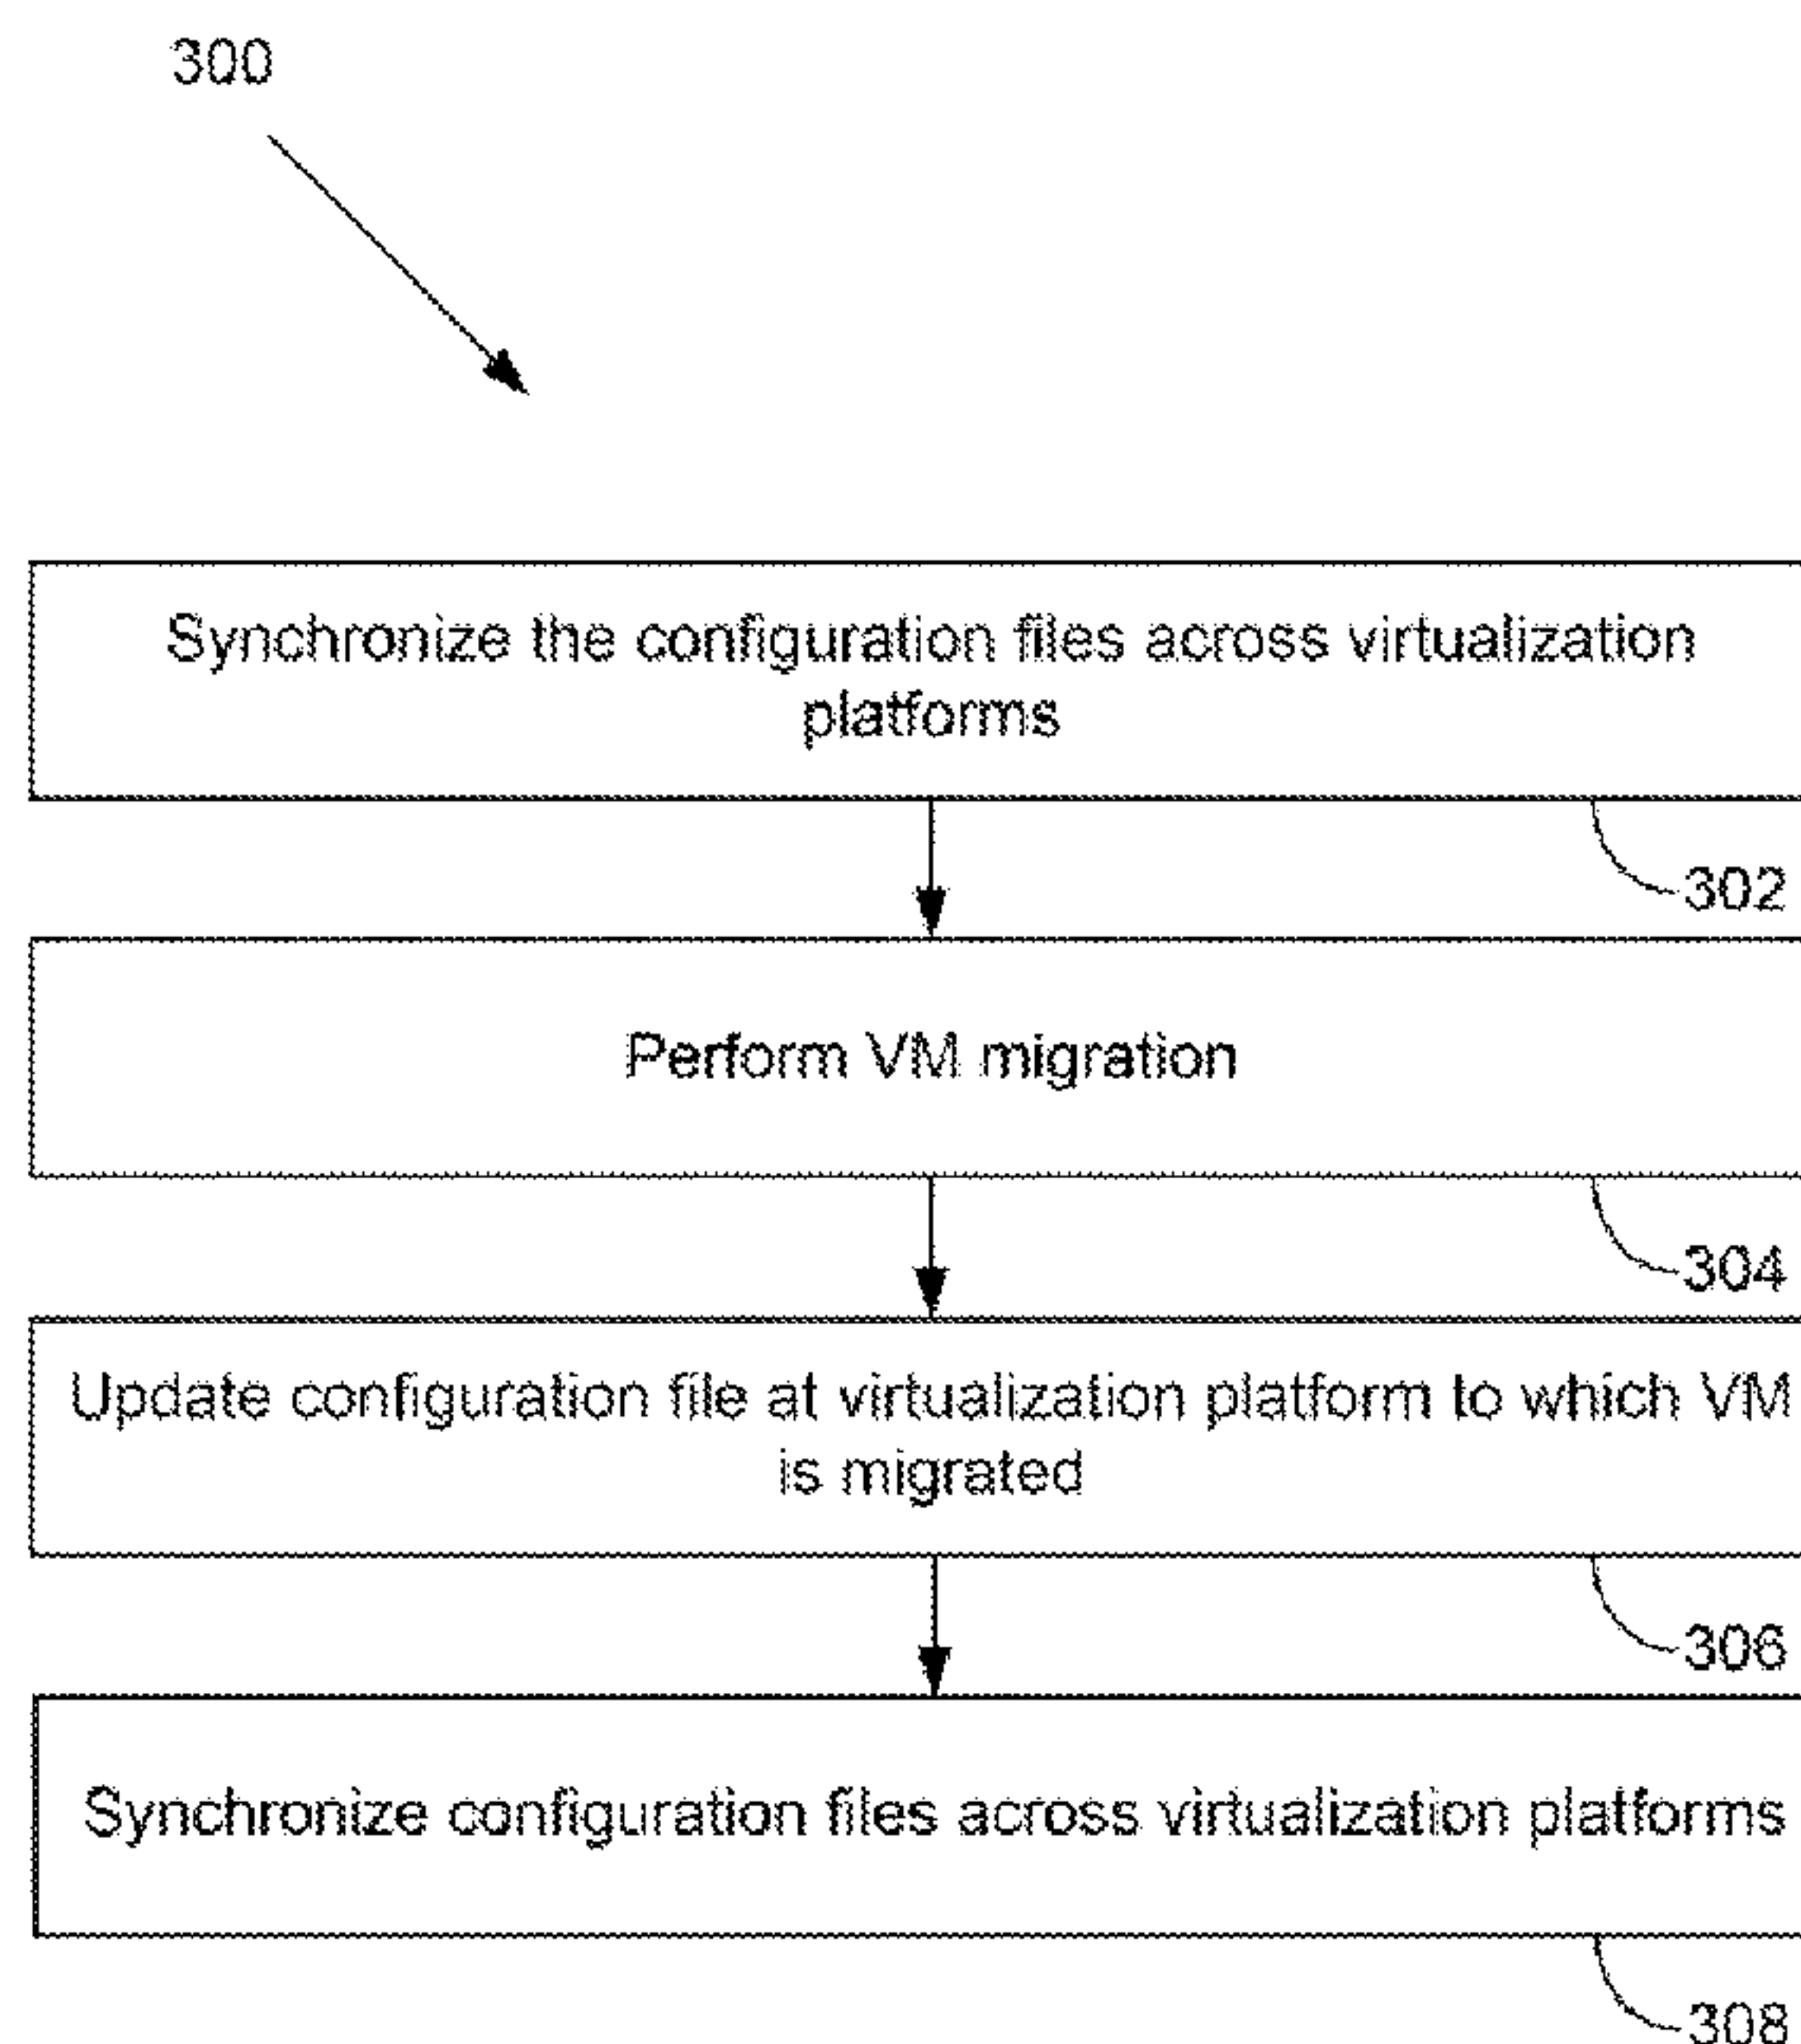 300
Synchronize the configuration files across virtualization
platforms
302
Perform VM migration
304
Update configuration file at virtualization platform to which VM
is migrated
306
Synchronize configuration files across virtualization platforms
308